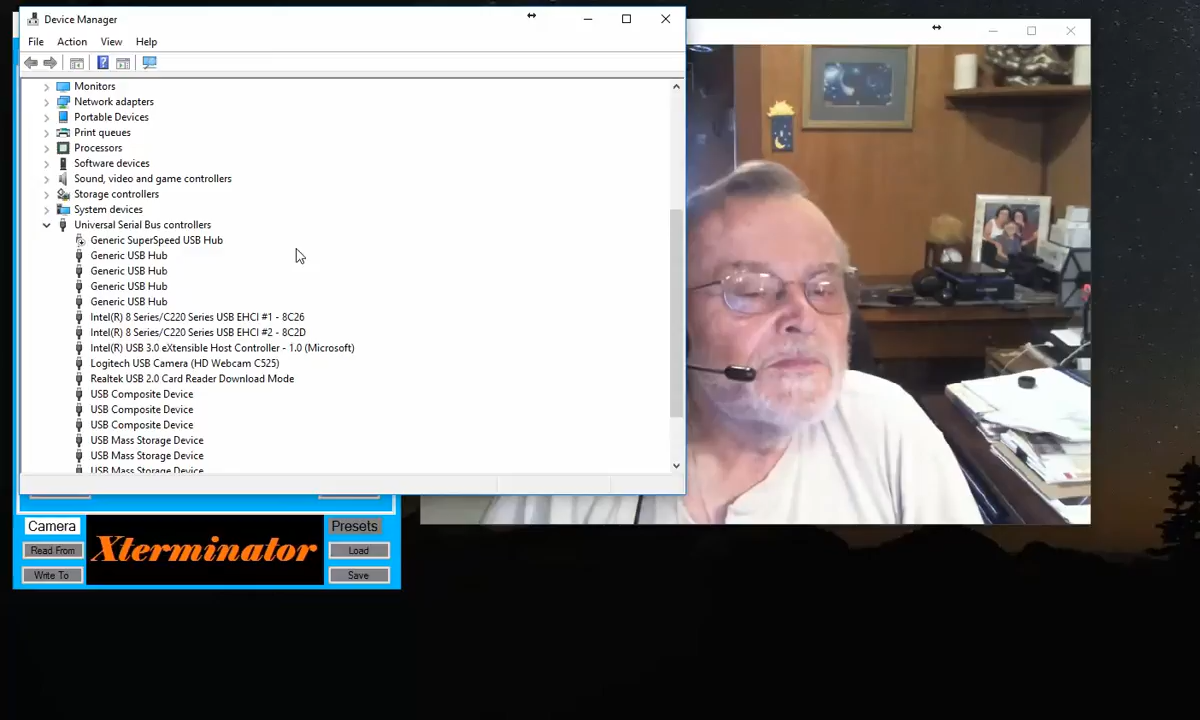 Device Manager
File Action View Help
Monitors
Network adapters
Portable Devices
Print queues
Processors
Software devices
Sound, video and game controllers
Storage controllers
System devices
Universal Serial Bus controllers
Generic SuperSpeed USB Hub
Generic USB Hub
Generic USB Hub
Generic USB Hub
Generic USB Hub
Intel(R) 8 Series/C220 Series USB EHCI #1 - 8C26
Intel(R) 8 Series/C220 Series USB EHCI #2 - 8C2D
Intel(R) USB 3.0 eXtensible Host Controller - 1.0 (Microsoft)
Logitech USB Camera (HD Webcam C525)
Realtek USB 2.0 Card Reader Download Mode
USB Composite Device
USB Composite Device
USB Composite Device
USB Mass Storage Device
USB Mass Storage Device
USB Mass Storage Device
Camera
Presets
Read From
Xterminator
Load
Write To
Save